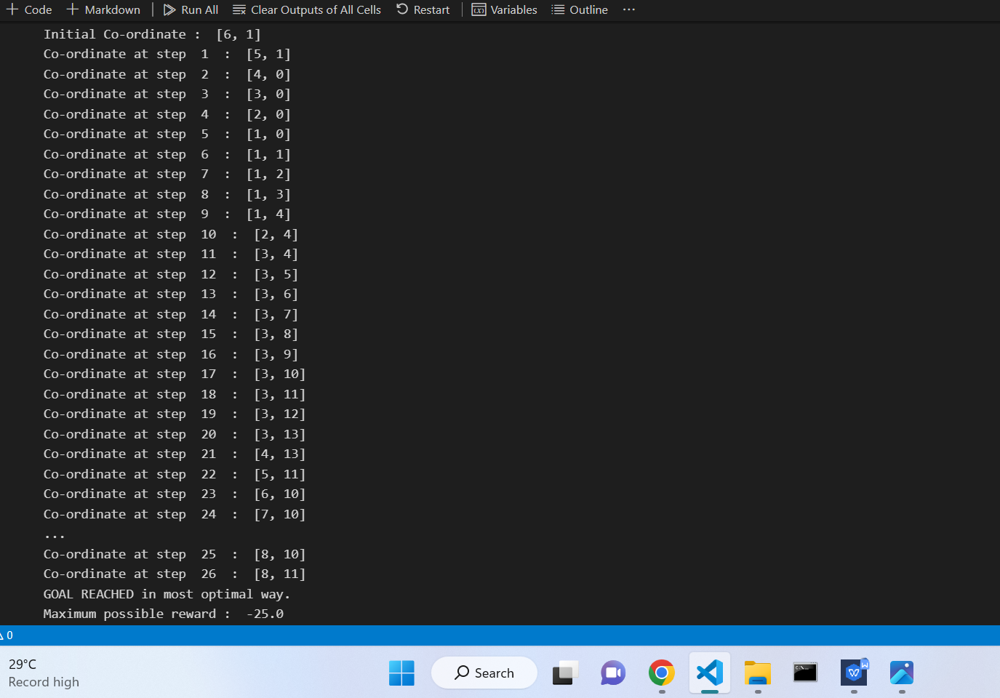 + Code + Markdown | Run All Clear Outputs of All Cells Restart | Variables Outline ...
Initial Co-ordinate :  [6, 1]
Co-ordinate at step  1  :  [5, 1]
Co-ordinate at step  2  :  [4, 0]
Co-ordinate at step  3  :  [3, 0]
Co-ordinate at step  4  :  [2, 0]
Co-ordinate at step  5  :  [1, 0]
Co-ordinate at step  6  :  [1, 1]
Co-ordinate at step  7  :  [1, 2]
Co-ordinate at step  8  :  [1, 3]
Co-ordinate at step  9  :  [1, 4]
Co-ordinate at step  10  :  [2, 4]
Co-ordinate at step  11  :  [3, 4]
Co-ordinate at step  12  :  [3, 5]
Co-ordinate at step  13  :  [3, 6]
Co-ordinate at step  14  :  [3, 7]
Co-ordinate at step  15  :  [3, 8]
Co-ordinate at step  16  :  [3, 9]
Co-ordinate at step  17  :  [3, 10]
Co-ordinate at step  18  :  [3, 11]
Co-ordinate at step  19  :  [3, 12]
Co-ordinate at step  20  :  [3, 13]
Co-ordinate at step  21  :  [4, 13]
Co-ordinate at step  22  :  [5, 11]
Co-ordinate at step  23  :  [6, 10]
Co-ordinate at step  24  :  [7, 10]
...
Co-ordinate at step  25  :  [8, 10]
Co-ordinate at step  26  :  [8, 11]
GOAL REACHED in most optimal way.
Maximum possible reward :  -25.0
0
29°C
Record high
Search